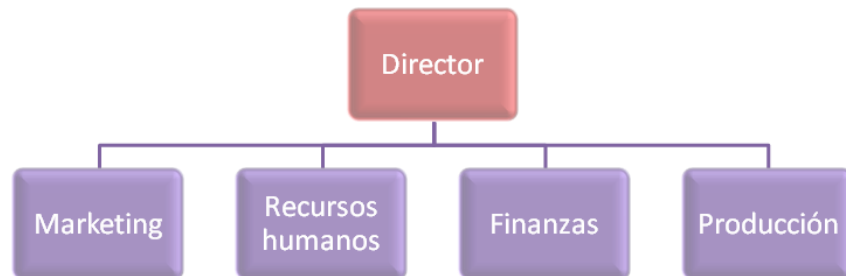 Director
Marketing
Recursos
humanos
Finanzas
Producción